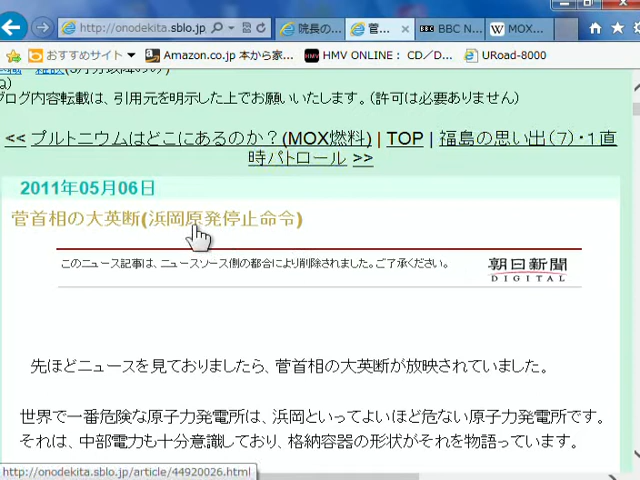 http://onodekita.sblo.jp
院長の...
菅...
BBC N...
MOX...
おすすめサイト
Amazon.co.jp 本から家...
HMV ONLINE： CD／D...
URoad-8000
ブログ内容転載は、引用元を明示した上でお願いいたします。（許可は必要ありません）
<< プルトニウムはどこにあるのか？(MOX燃料) | TOP | 福島の思い出（7）・１直
時パトロール >>
2011年05月06日
菅首相の大英断(浜岡原発停止命令)
このニュース記事は、ニュースソース側の都合により削除されました。ご了承ください。
朝日新聞
DIGITAL
先ほどニュースを見ておりましたら、菅首相の大英断が放映されていました。
世界で一番危険な原子力発電所は、浜岡といってよいほど危ない原子力発電所です。
それは、中部電力も十分意識しており、格納容器の形状がそれを物語っています。
http://onodekita.sblo.jp/article/44920026.html